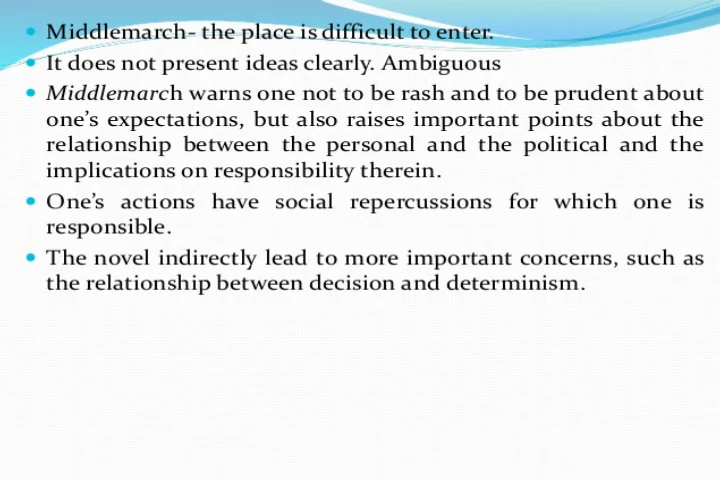 Middlemarch- the place is difficult to enter.
It does not present ideas clearly. Ambiguous
Middlemarch warns one not to be rash and to be prudent about
one's expectations, but also raises important points about the
relationship between the personal and the political and the
implications on responsibility therein.
One's actions have social repercussions for which one is
responsible.
The novel indirectly lead to more important concerns, such as
the relationship between decision and determinism.